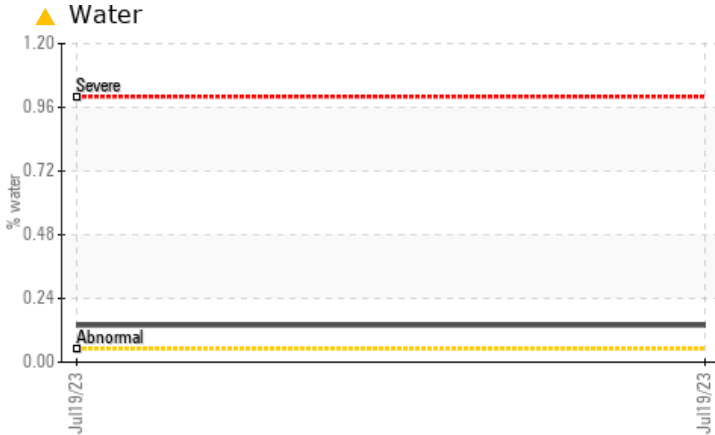 Water
1.20
Severe
0.96
0.72
% water
0.48
0.24
Abnormal
0.00
Jul19/23
Jul19/23